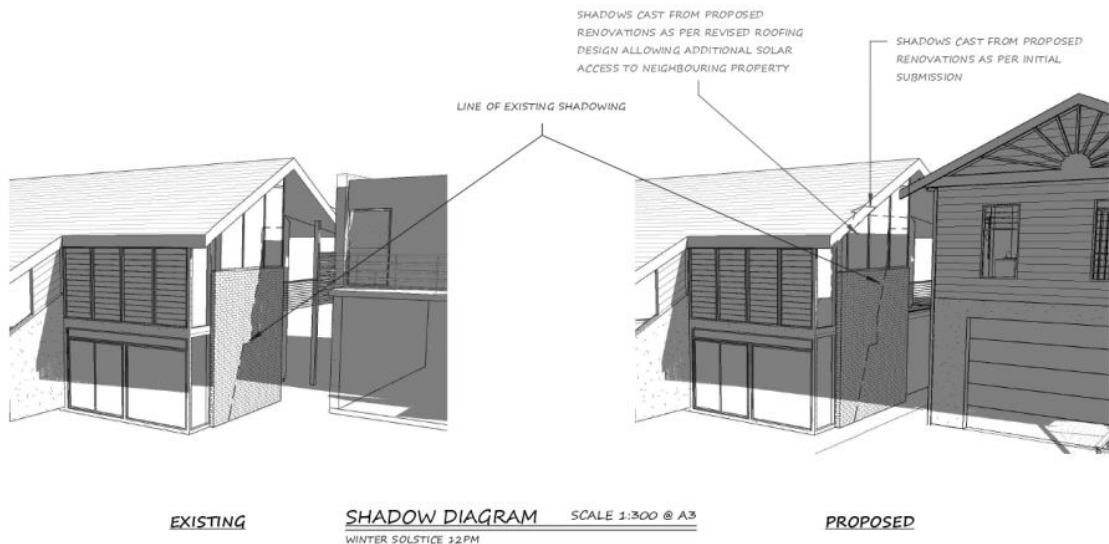 SHADOWS CAST FROM PROPOSED
RENOVATIONS AS PER REVISED ROOFING
DESIGN ALLOWING ADDITIONAL SOLAR
ACCESS TO NEIGHBOURING PROPERTY
SHADOWS CAST FROM PROPOSED
RENOVATIONS AS PER INITIAL
SUBMISSION
LINE OF EXISTING SHADOWING
EXISTING
SHADOW DIAGRAM SCALE 1:300 @ A3
WINTER SOLSTICE 12PM
PROPOSED